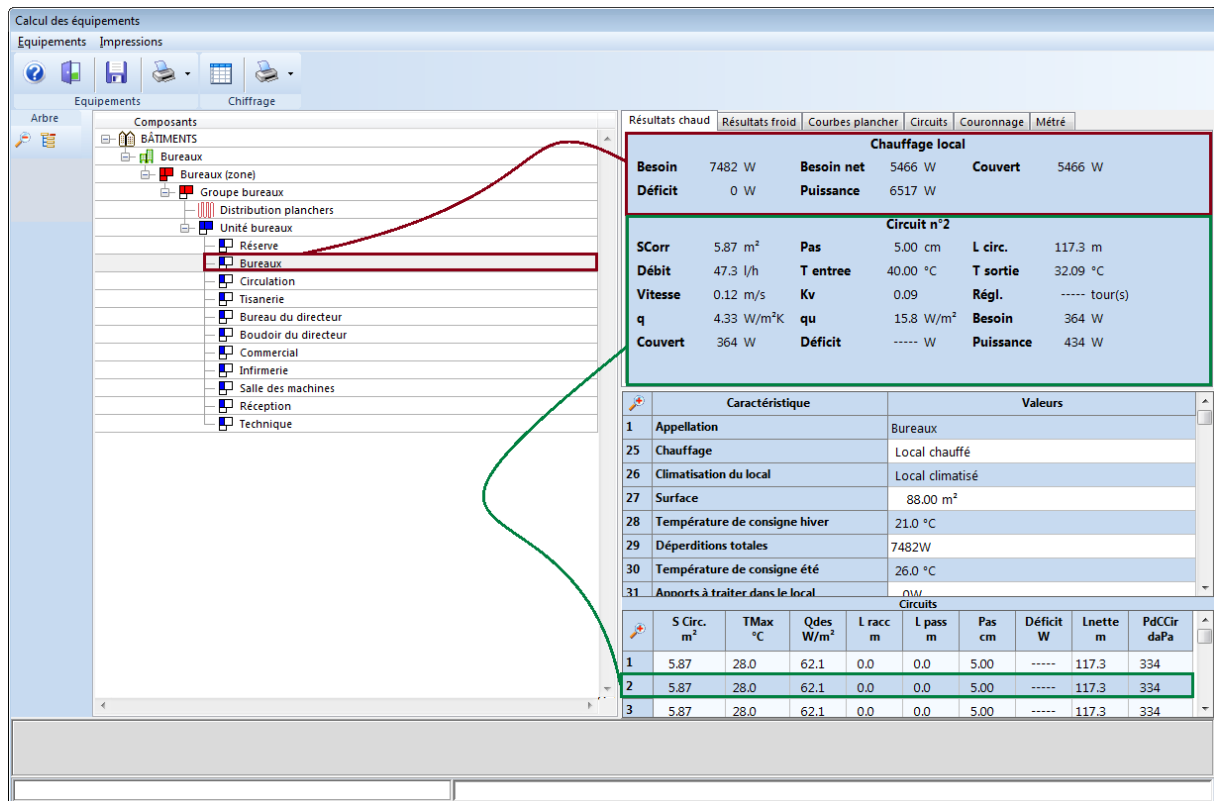 Calcul des équipements
Equipements Impressions
Equipements Chiffrage
Arbre
Composants
BÂTIMENTS
Bureaux
Bureaux (zone)
Groupe bureaux
Distribution planchers
Unité bureaux
Réserve
Bureaux
Circulation
Tisanerie
Bureau du directeur
Boudoir du directeur
Commercial
Infirmerie
Salle des machines
Réception
Technique
Résultats chaud Résultats froid Courbes plancher Circuits Couronnage Métré
Chauffage local
Besoin 7482 W Besoin net 5466 W Couvert 5466 W
Déficit 0 W Puissance 6517 W
Circuit n°2
SCorr 5.87 m² Pas 5.00 cm L circ. 117.3 m
Débit 47.3 l/h T entree 40.00 °C T sortie 32.09 °C
Vitesse 0.12 m/s Kv 0.09 Régl. ----- tour(s)
q 4.33 W/m²K qu 15.8 W/m² Besoin 364 W
Couvert 364 W Déficit ----- W Puissance 434 W
Caractéristique Valeurs
1 Appellation Bureaux
25 Chauffage Local chauffé
26 Climatisation du local Local climatisé
27 Surface 88.00 m²
28 Température de consigne hiver 21.0 °C
29 Déperditions totales 7482W
30 Température de consigne été 26.0 °C
31 Apports à traiter dans le local 0W
Circuits
S Circ. TMax Qdes L racc L pass Pas Déficit Lnette PdCCir
m² °C W/m² m m cm W m daPa
1 5.87 28.0 62.1 0.0 0.0 5.00 ----- 117.3 334
2 5.87 28.0 62.1 0.0 0.0 5.00 ----- 117.3 334
3 5.87 28.0 62.1 0.0 0.0 5.00 ----- 117.3 334